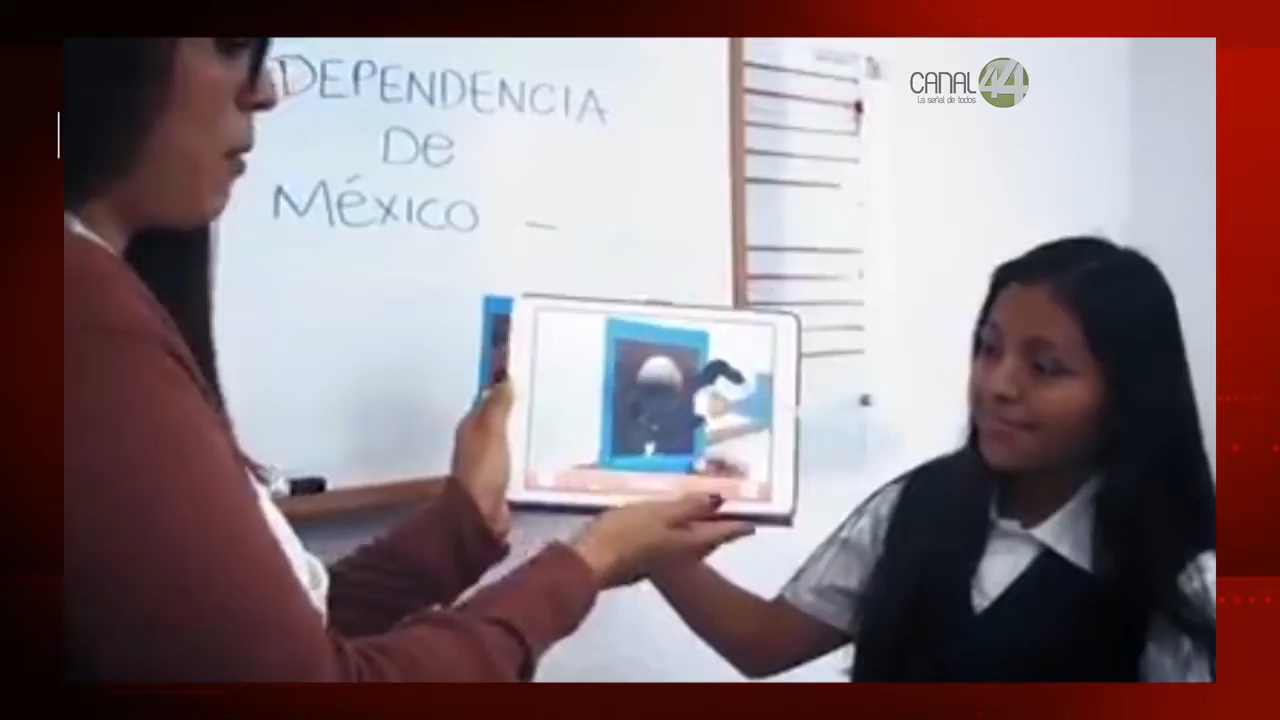 DEPENDENCIA
De
México
CANAL 44
La señal de todos